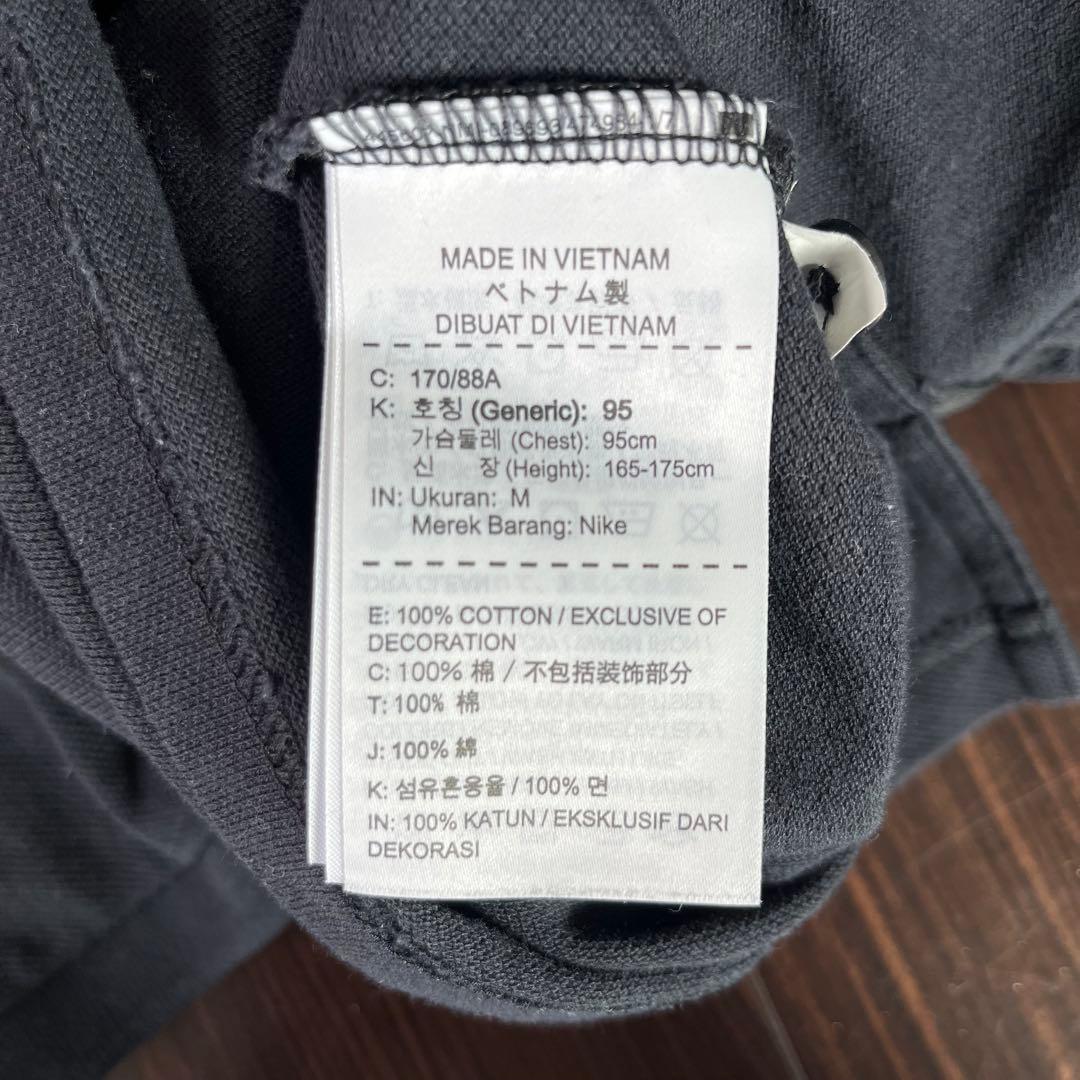 MADE IN VIETNAM
ベトナム製
DIBUAT DI VIETNAM
C: 170/88A
K: 호칭 (Generic): 95
가슴둘레 (Chest): 95cm
신 장 (Height): 165-175cm
IN: Ukuran: M
Merek Barang: Nike
E: 100% COTTON / EXCLUSIVE OF
DECORATION
C: 100% 棉 / 不包括装饰部分
T: 100% 棉
J: 100% 綿
K: 섬유혼용율 / 100% 면
IN: 100% KATUN / EKSKLUSIF DARI
DEKORASI